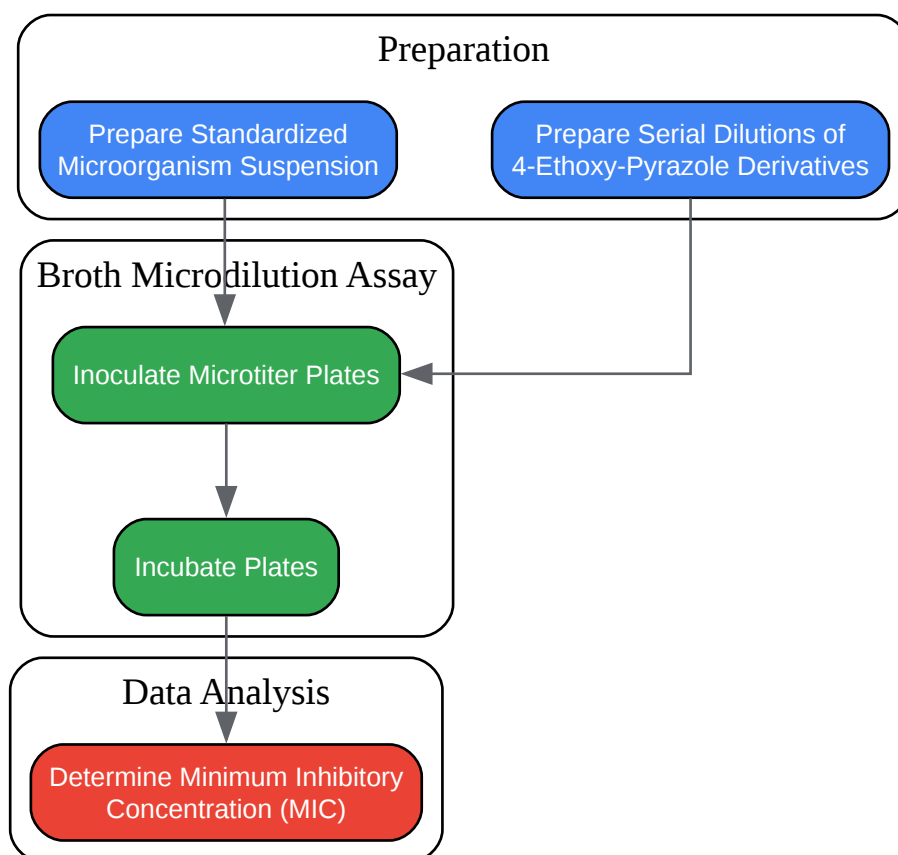 Preparation
Prepare Standardized
Microorganism Suspension
Prepare Serial Dilutions of
4-Ethoxy-Pyrazole Derivatives
Broth Microdilution Assay
Inoculate Microtiter Plates
Incubate Plates
Data Analysis
Determine Minimum Inhibitory
Concentration (MIC)